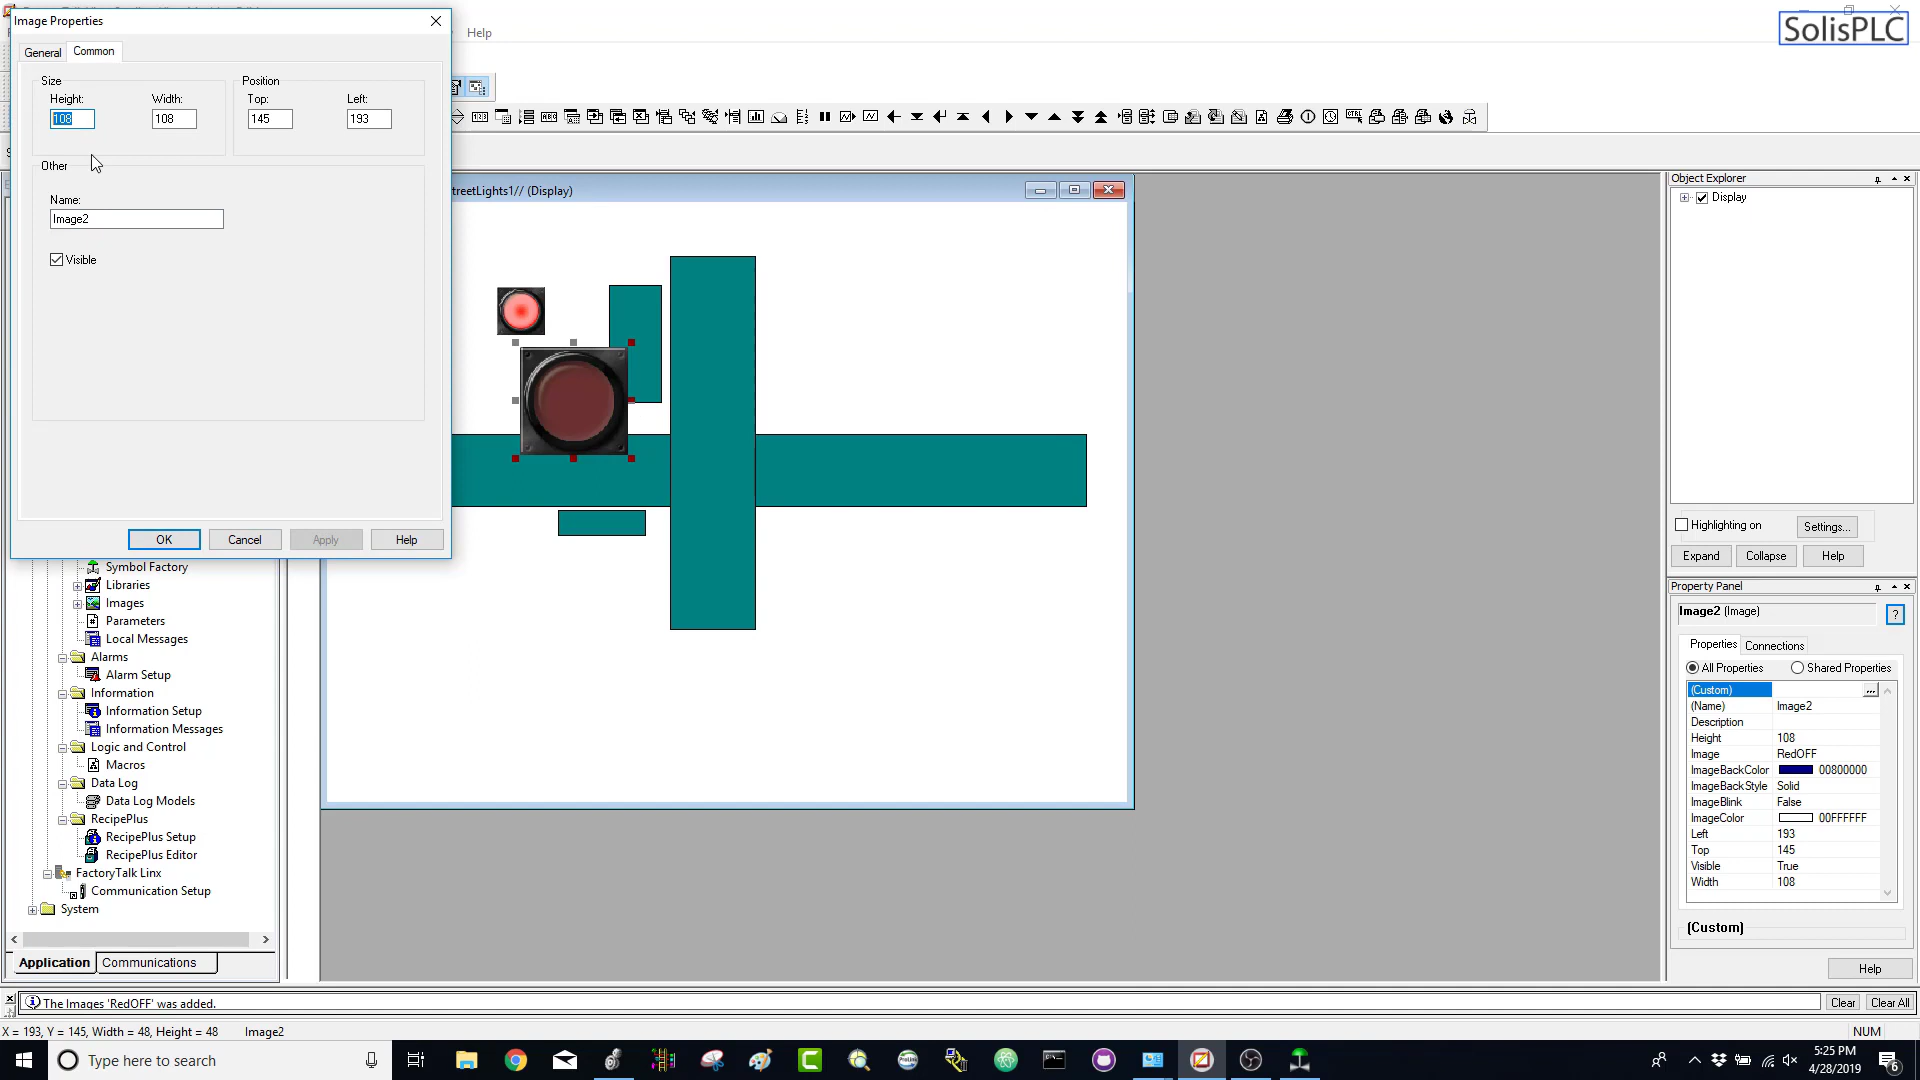 Image Properties
Help
SolisPLC
General
Common
Size
Position
Height:
Width:
Top:
Left:
108
108
145
193
Other
Name:
Image2
Visible
OK
Cancel
Apply
Help
treetLights1// (Display)
Object Explorer
Display
Highlighting on
Settings...
Expand
Collapse
Help
Property Panel
Image2 (Image)
?
Properties
Connections
All Properties
Shared Properties
(Custom)
...
(Name) Image2
Description
Height 108
Image RedOFF
ImageBackColor 00800000
ImageBackStyle Solid
ImageBlink False
ImageColor 00FFFFFF
Left 193
Top 145
Visible True
Width 108
(Custom)
Help
Symbol Factory
Libraries
Images
Parameters
Local Messages
Alarms
Alarm Setup
Information
Information Setup
Information Messages
Logic and Control
Macros
Data Log
Data Log Models
RecipePlus
RecipePlus Setup
RecipePlus Editor
FactoryTalk Linx
Communication Setup
System
Application
Communications
The Images 'RedOFF' was added.
Clear
Clear All
X = 193, Y = 145, Width = 48, Height = 48 Image2
NUM
Type here to search
5:25 PM
4/28/2019
6